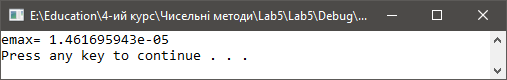 E:\Education\4-ий курс\Чисельні методи\Lab5\Lab5\Debug\...
emax= 1.461695943e-05
Press any key to continue . . .